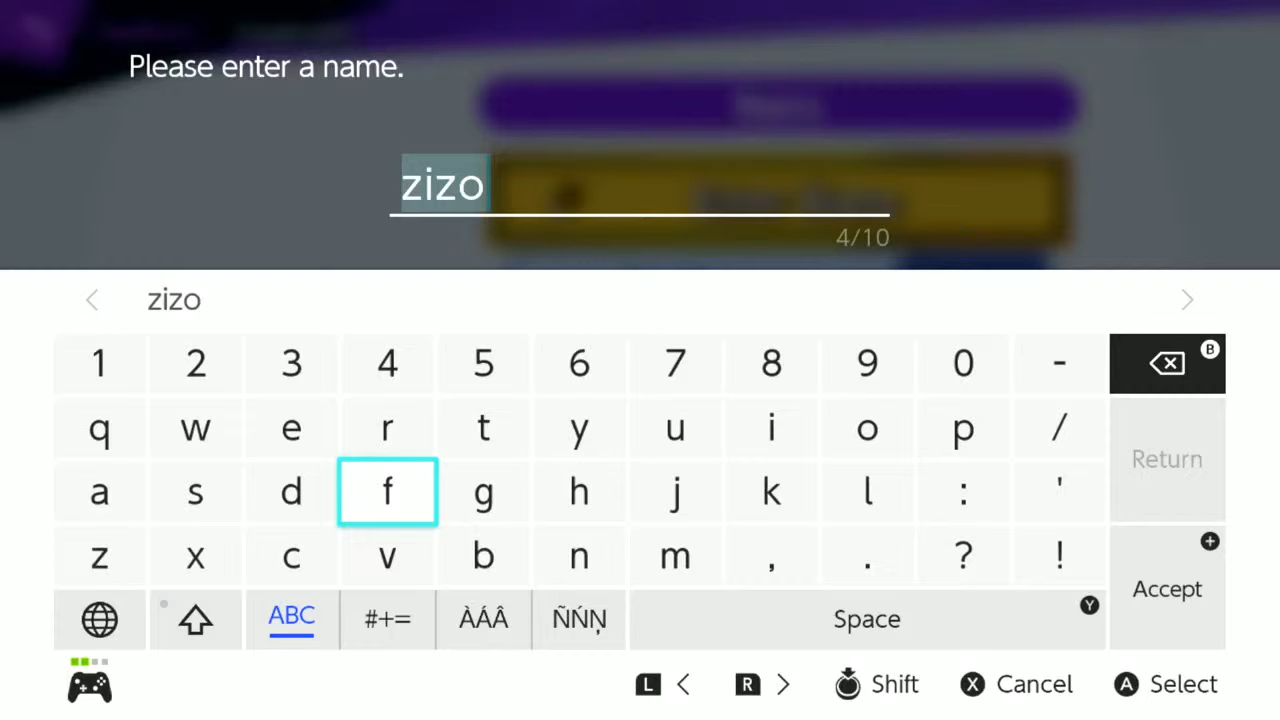 Please enter a name.
zizo
4/10
zizo
1 2 3 4 5 6 7 8 9 0 - B
q w e r t y u i o p /
Return
a s d f g h j k l : '
z x c v b n m , . ? !
Accept
ABC #+= ÀÁÂ ÑŃŅ Space Y
L R Shift X Cancel A Select